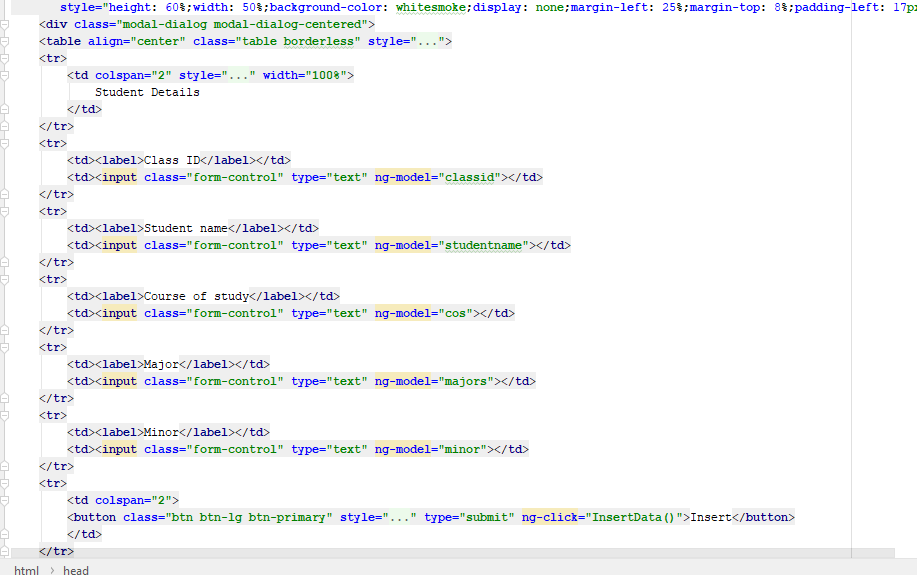 style="height: 60%;width: 50%;background-color: whitesmoke;display: none;margin-left: 25%;margin-top: 8%;padding-left: 17px
<div class="modal-dialog modal-dialog-centered">
<table align="center" class="table borderless" style="...">
<tr>
<td colspan="2" style="..." width="100%">
Student Details
</td>
</tr>
<tr>
<td><label>Class ID</label></td>
<td><input class="form-control" type="text" ng-model="classid"></td>
</tr>
<tr>
<td><label>Student name</label></td>
<td><input class="form-control" type="text" ng-model="studentname"></td>
</tr>
<tr>
<td><label>Course of study</label></td>
<td><input class="form-control" type="text" ng-model="cos"></td>
</tr>
<tr>
<td><label>Major</label></td>
<td><input class="form-control" type="text" ng-model="majors"></td>
</tr>
<tr>
<td><label>Minor</label></td>
<td><input class="form-control" type="text" ng-model="minor"></td>
</tr>
<tr>
<td colspan="2">
<button class="btn btn-lg btn-primary" style="..." type="submit" ng-click="InsertData()">Insert</button>
</td>
</tr>
html › head